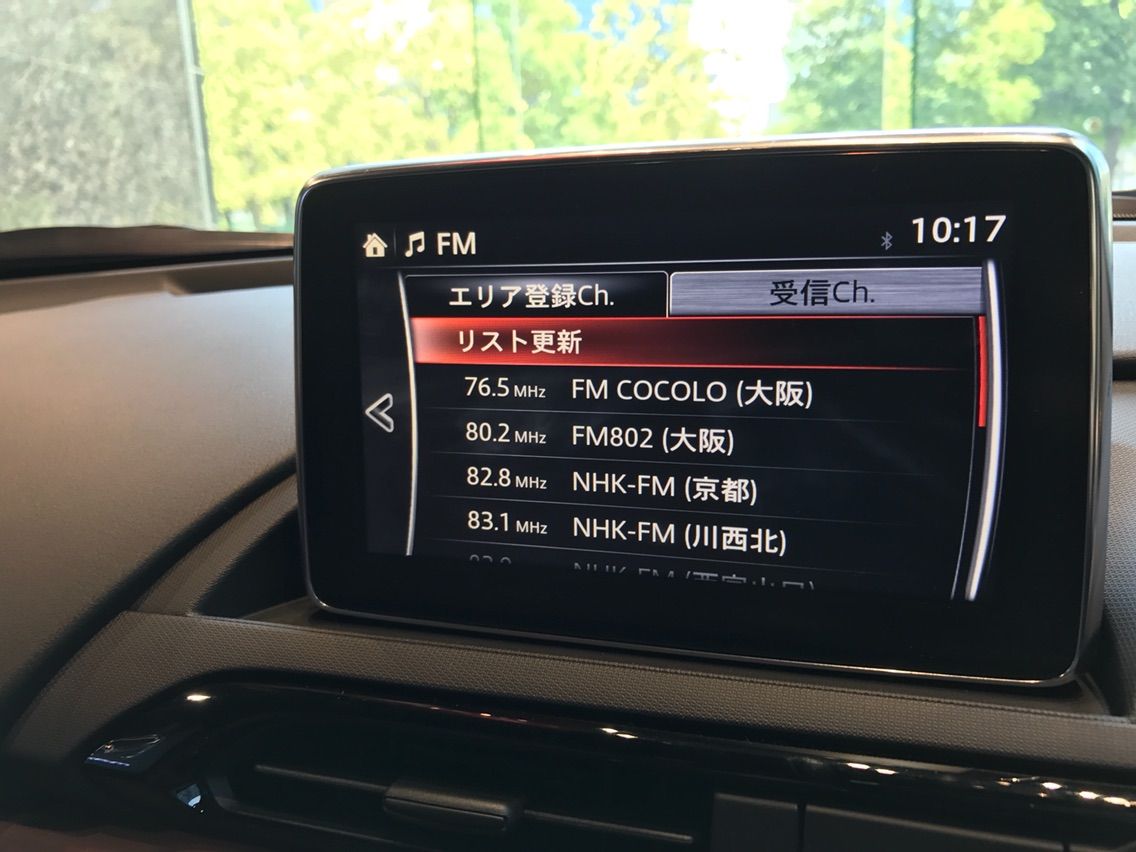 FM 10:17
エリア登録Ch. 受信Ch.
リスト更新
76.5 MHz FM COCOLO (大阪)
80.2 MHz FM802 (大阪)
82.8 MHz NHK-FM (京都)
83.1 MHz NHK-FM (川西北)
NHK-FM